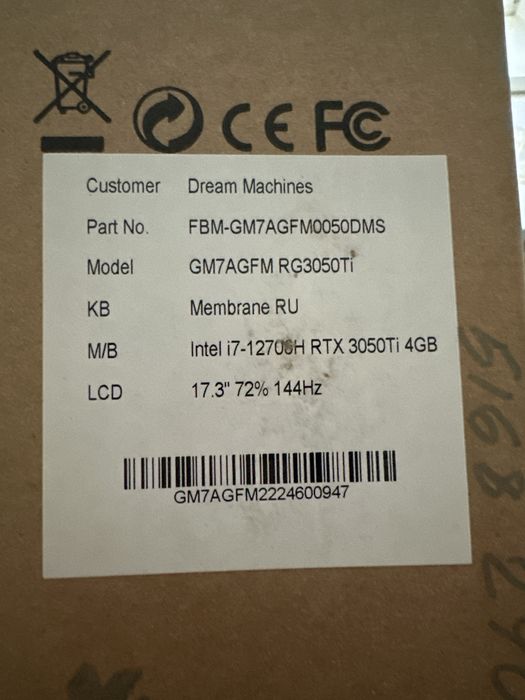 CE FC
Customer Dream Machines
Part No. FBM-GM7AGFM0050DMS
Model GM7AGFM RG3050Ti
KB Membrane RU
M/B Intel i7-12700H RTX 3050Ti 4GB
LCD 17.3" 72% 144Hz
GM7AGFM2224600947
5168